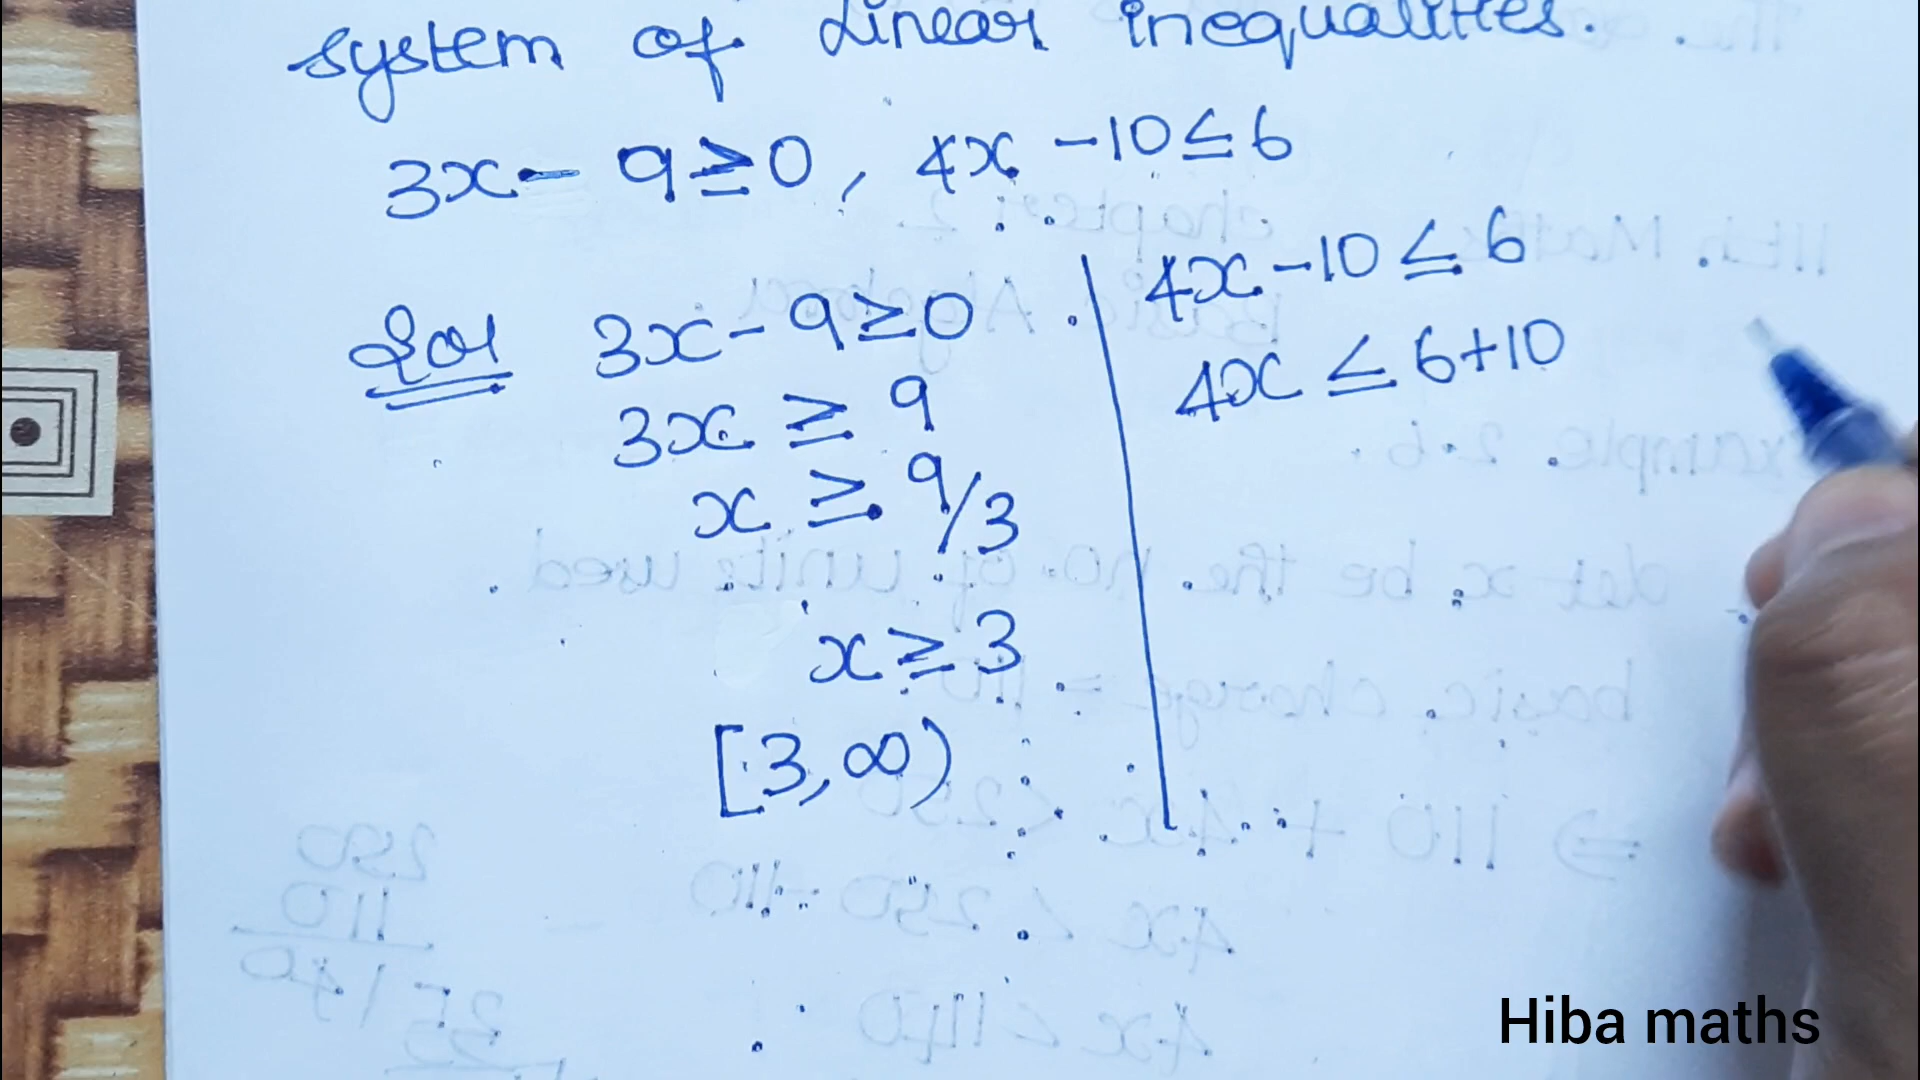 system of Linear inequalities.
3x - 9 ≥ 0, 4x - 10 ≤ 6
Sol 3x - 9 ≥ 0
3x ≥ 9
x ≥ 9/3
x ≥ 3
[3, ∞)
4x - 10 ≤ 6
4x ≤ 6 + 10
Hiba maths